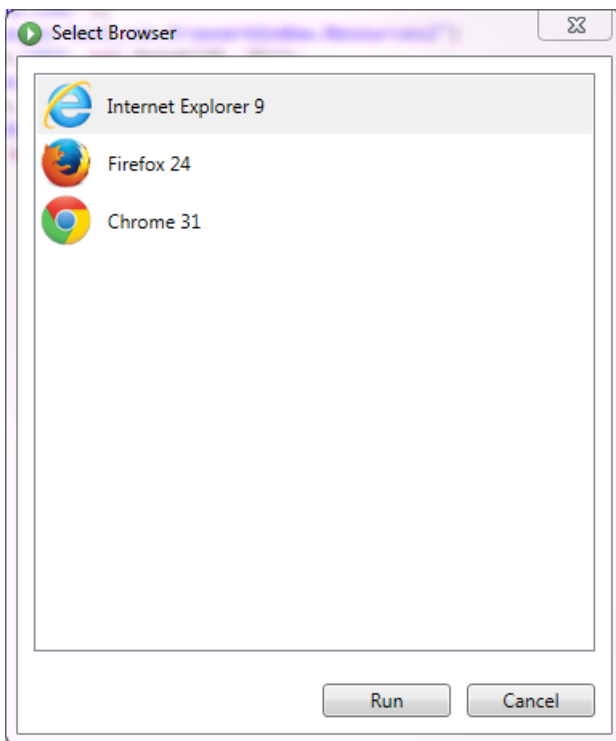 Select Browser
Internet Explorer 9
Firefox 24
Chrome 31
Run
Cancel